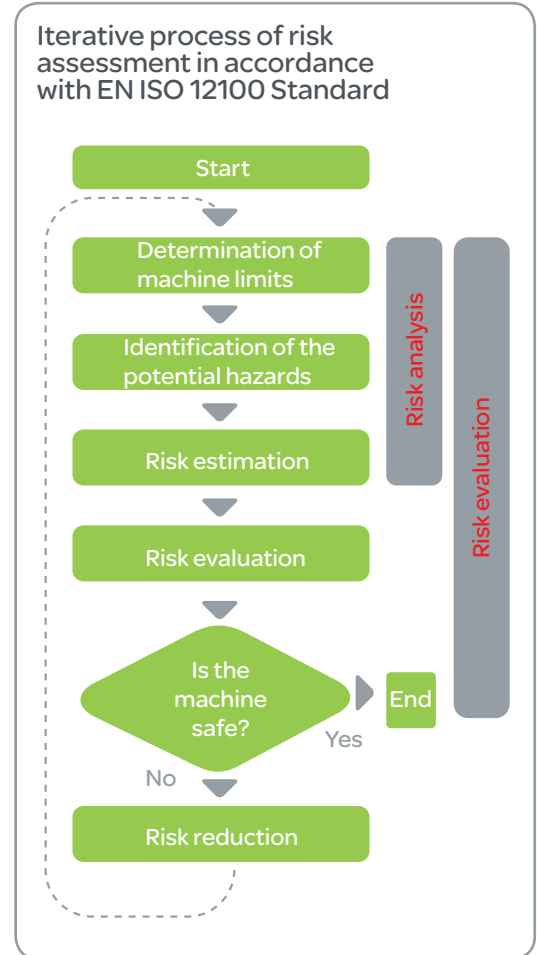 Iterative process of risk
assessment in accordance
with EN ISO 12100 Standard
Start
Determination of
machine limits
Identification of the
potential hazards
Risk estimation
Risk evaluation
Is the
machine
safe?
Yes
End
No
Risk reduction
Risk analysis
Risk evaluation